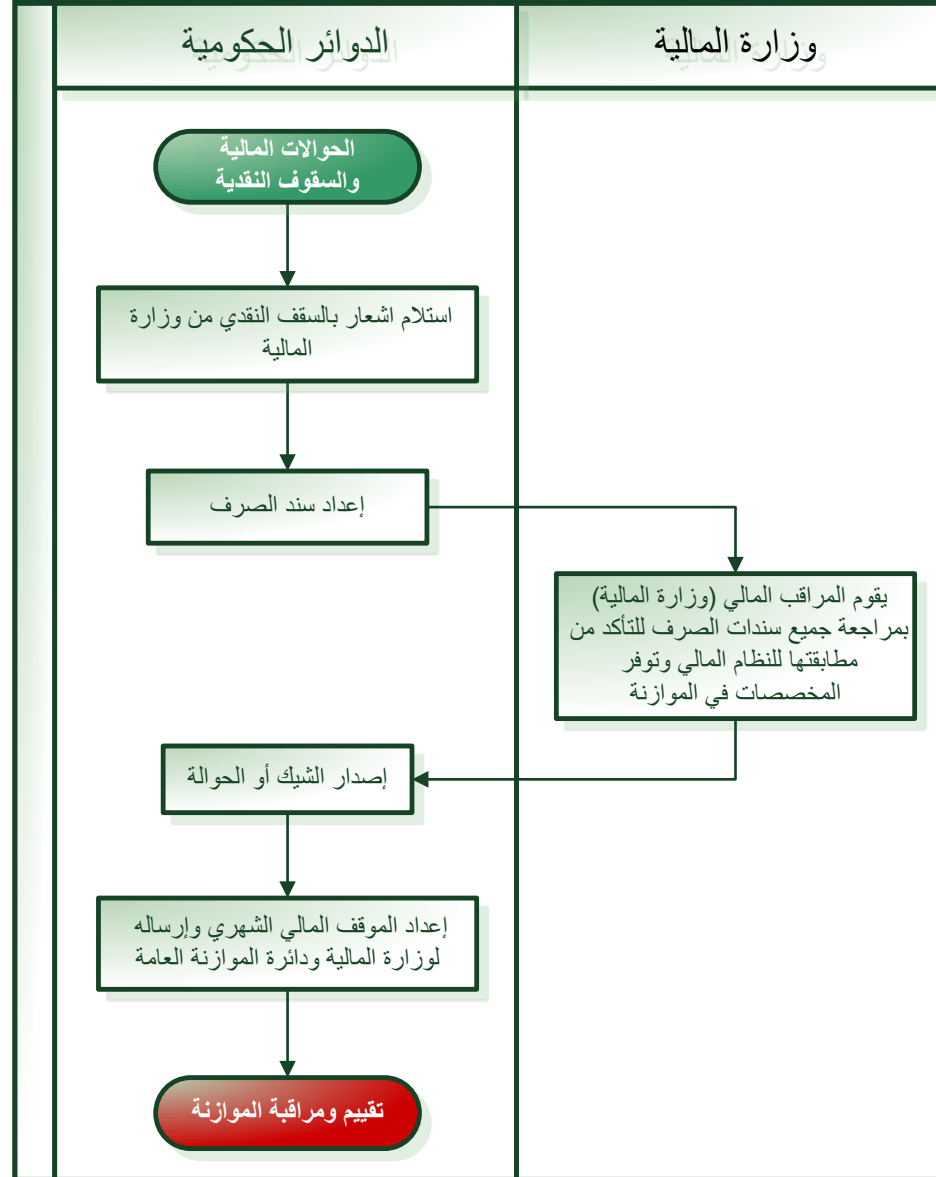 وزارة المالية
الدوائر الحكومية
الحوالات المالية
والسقوف النقدية
استلام اشعار بالسقف النقدي من وزارة
المالية
إعداد سند الصرف
يقوم المراقب المالي (وزارة المالية)
بمراجعة جميع سندات الصرف للتأكد من
مطابقتها للنظام المالي وتوفر
المخصصات في الموازنة
إصدار الشيك أو الحوالة
إعداد الموقف المالي الشهري وإرساله
لوزارة المالية ودائرة الموازنة العامة
تقييم ومراقبة الموازنة